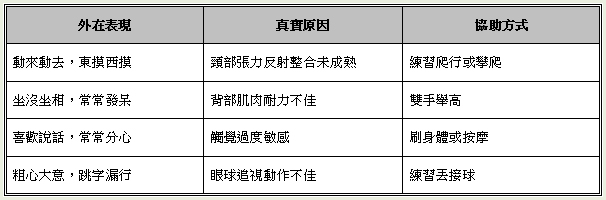 外在表現 真實原因 協助方式
動來動去，東摸西摸 頸部張力反射整合未成熟 練習爬行或攀爬
坐沒坐相，常常發呆 背部肌肉耐力不佳 雙手舉高
喜歡說話，常常分心 觸覺過度敏感 刷身體或按摩
粗心大意，跳字漏行 眼球追視動作不佳 練習丟接球